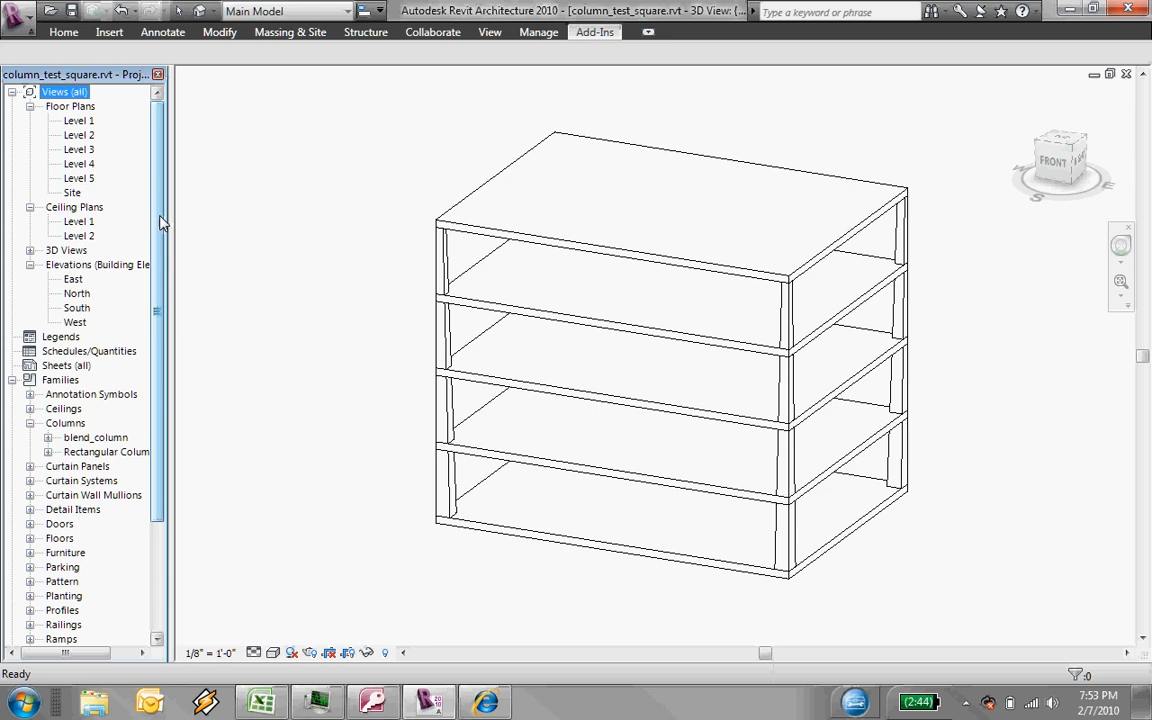 Main Model
Autodesk Revit Architecture 2010 - [column_test_square.rvt - 3D View: {...
Type a keyword or phrase
Home Insert Annotate Modify Massing & Site Structure Collaborate View Manage Add-Ins
column_test_square.rvt - Proj...
Views (all)
Floor Plans
Level 1
Level 2
Level 3
Level 4
Level 5
Site
Ceiling Plans
Level 1
Level 2
3D Views
Elevations (Building Ele
East
North
South
West
Legends
Schedules/Quantities
Sheets (all)
Families
Annotation Symbols
Ceilings
Columns
blend_column
Rectangular Colum
Curtain Panels
Curtain Systems
Curtain Wall Mullions
Detail Items
Doors
Floors
Furniture
Parking
Pattern
Planting
Profiles
Railings
Ramps
FRONT
W
S
E
1/8" = 1'-0"
Ready
:0
(2:44)
7:53 PM
2/7/2010